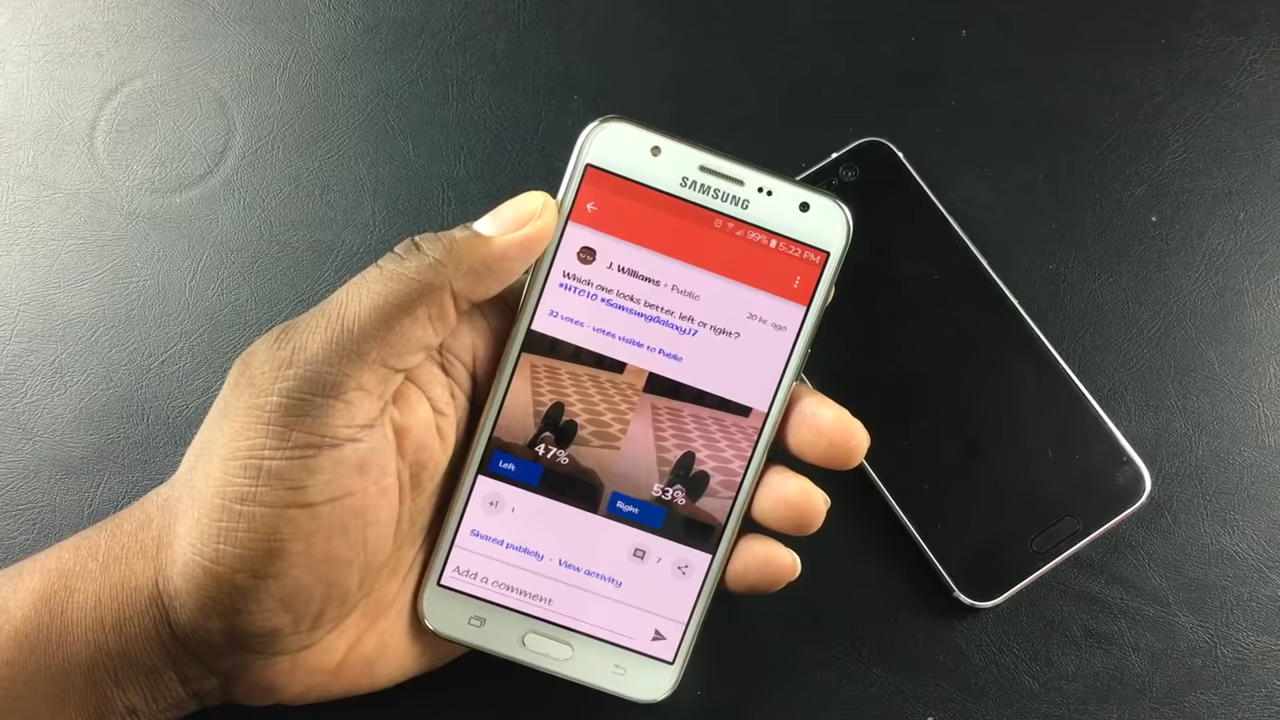 SAMSUNG
99% 5:22 PM
J. Williams
Public
20 hr. ago
Which one looks better, left or right?
#HTC10 #SamsungGalaxyJ7
32 votes - votes visible to Public
47%
Left
53%
Right
+1 1
7
Shared publicly - View activity
Add a comment